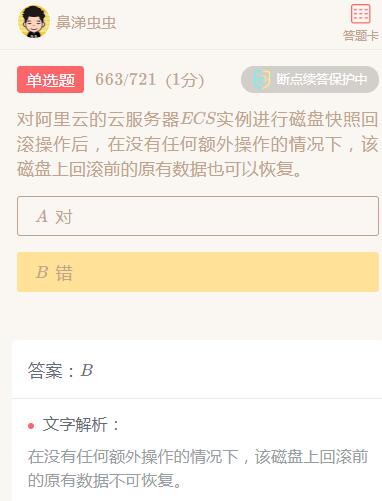 鼻涕虫虫
答题卡
单选题 663/721 (1分) 断点续答保护中
对阿里云的云服务器ECS实例进行磁盘快照回
滚操作后，在没有任何额外操作的情况下，该
磁盘上回滚前的原有数据也可以恢复。
A 对
B 错
答案：B
文字解析：
在没有任何额外操作的情况下，该磁盘上回滚前
的原有数据不可恢复。